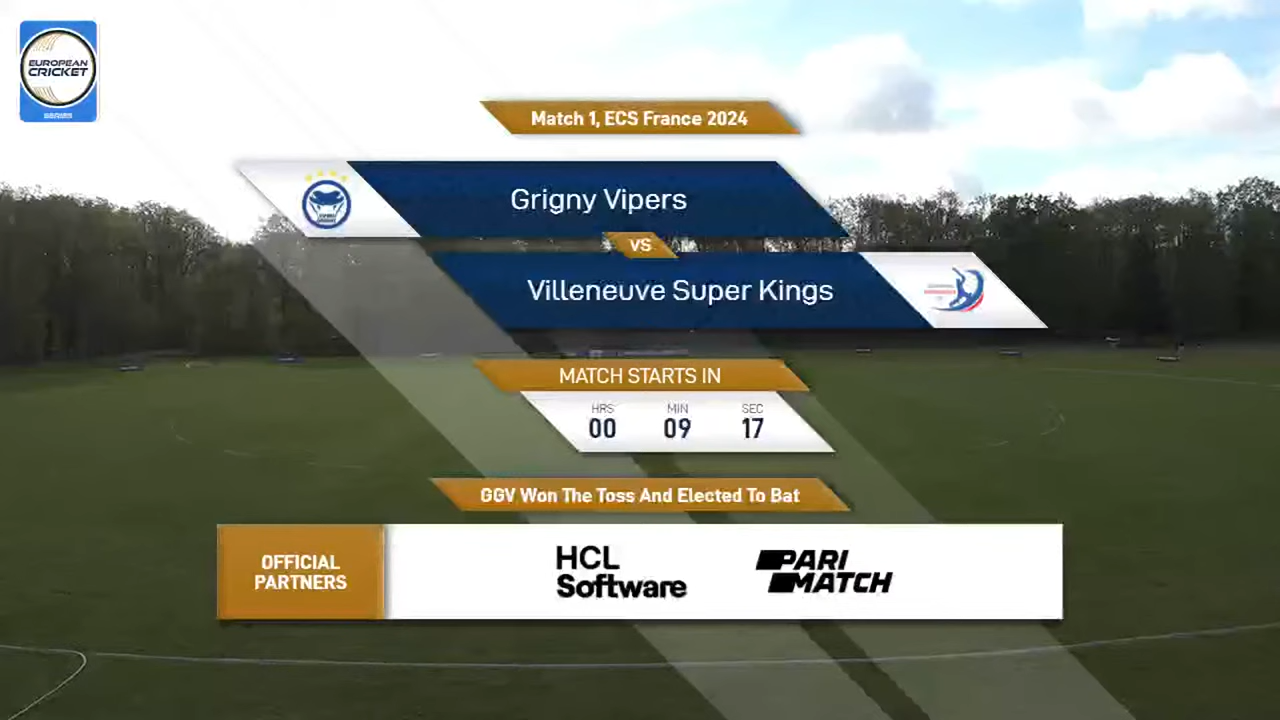 EUROPEAN
CRICKET
SERIES
Match 1, ECS France 2024
Grigny Vipers
VS
Villeneuve Super Kings
MATCH STARTS IN
HRS MIN SEC
00 09 17
GGV Won The Toss And Elected To Bat
OFFICIAL
PARTNERS
HCL
Software
PARI
MATCH